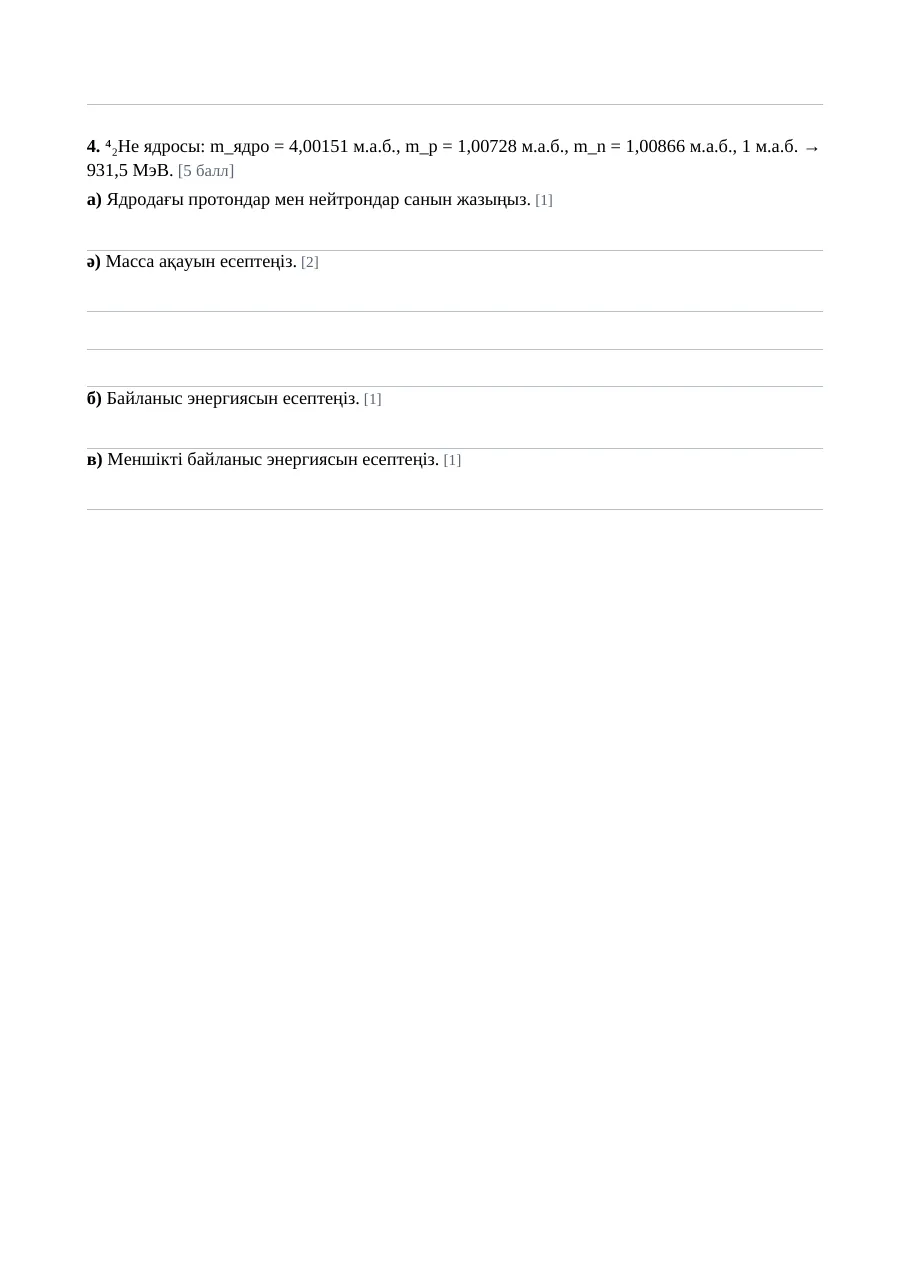 4. ⁴₂He ядросы: m_ядро = 4,00151 м.а.б., m_p = 1,00728 м.а.б., m_n = 1,00866 м.а.б., 1 м.а.б. →
931,5 МэВ. [5 балл]
а) Ядродағы протондар мен нейтрондар санын жазыңыз. [1]
ә) Масса ақауын есептеңіз. [2]
б) Байланыс энергиясын есептеңіз. [1]
в) Меншікті байланыс энергиясын есептеңіз. [1]